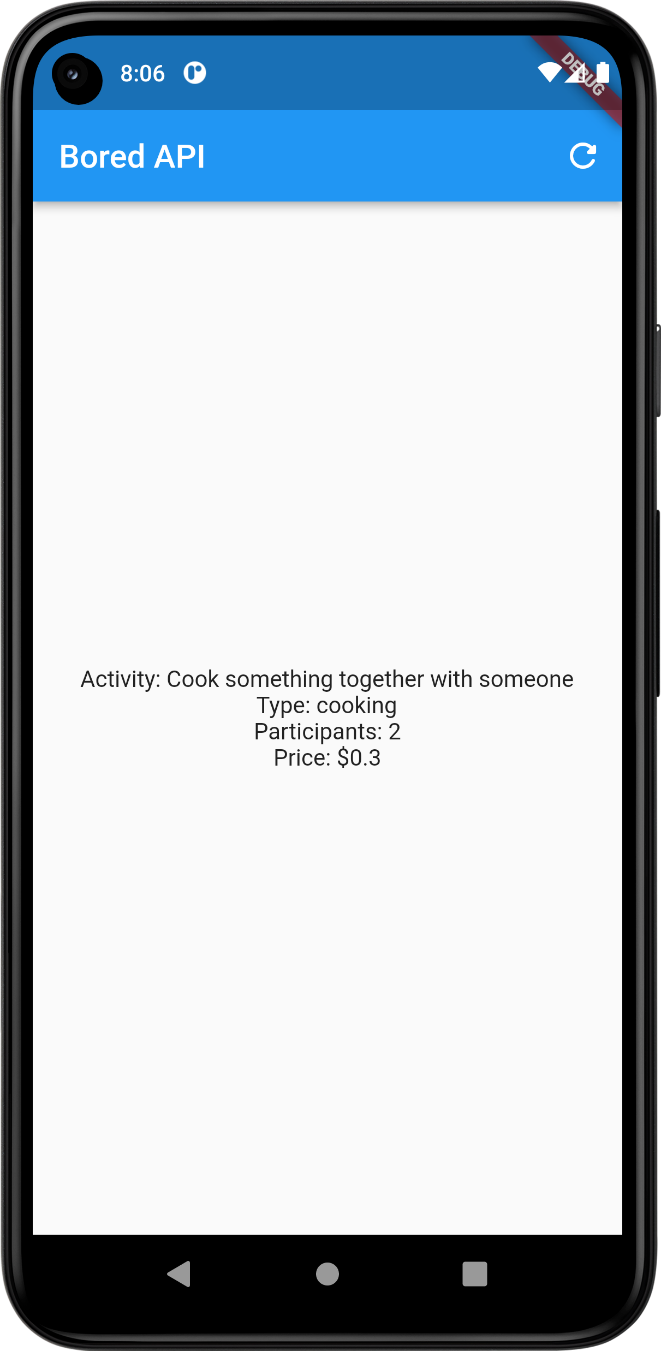 8:06
DEBUG
Bored API
Activity: Cook something together with someone
Type: cooking
Participants: 2
Price: $0.3